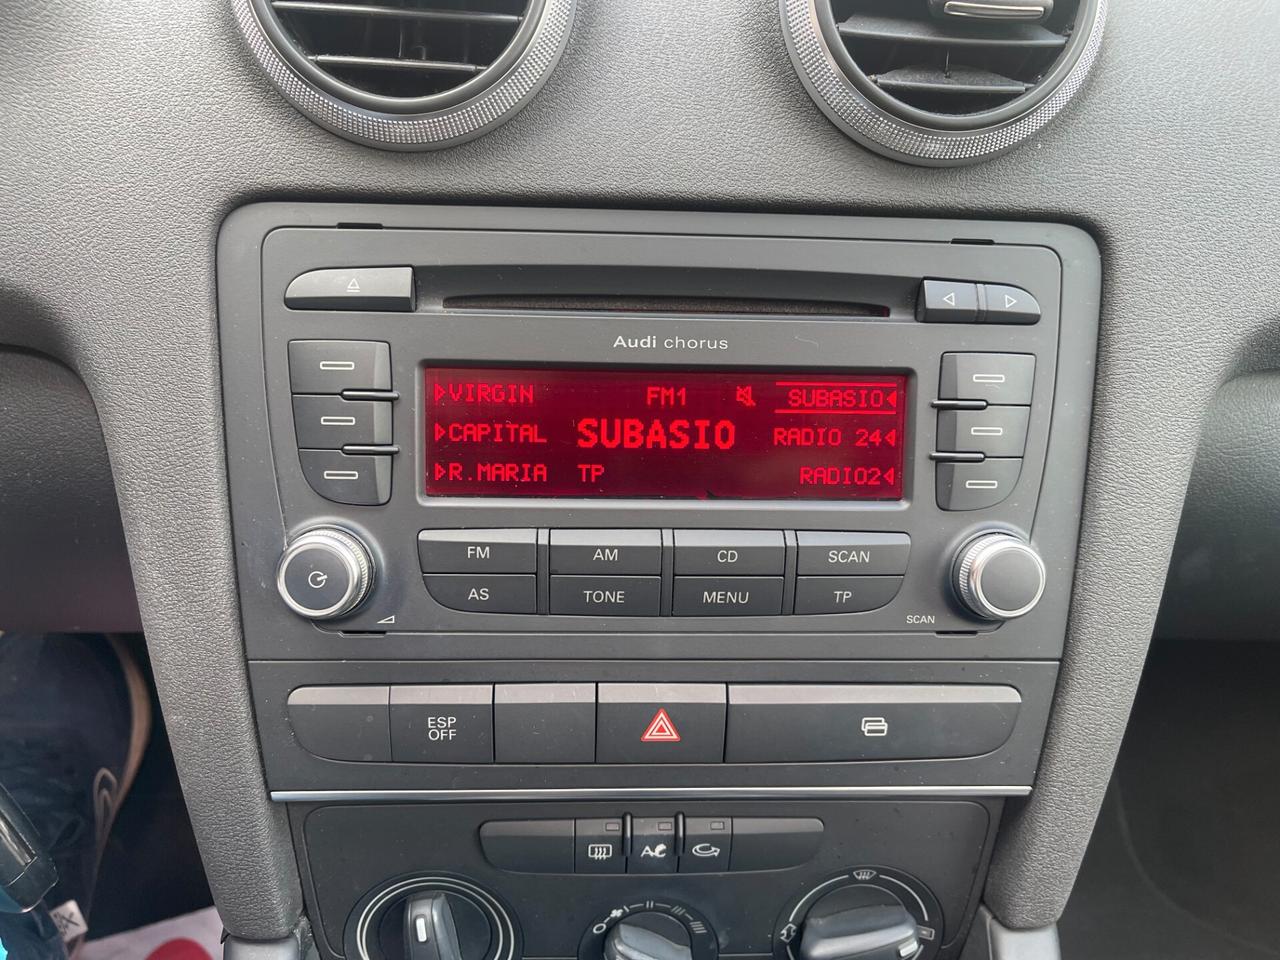 Audi chorus
VIRGIN FM1 SUBASIO
CAPITAL SUBASIO RADIO 24
R.MARIA TP RADIO2
FM AM CD SCAN
AS TONE MENU TP
SCAN
ESP
OFF
A